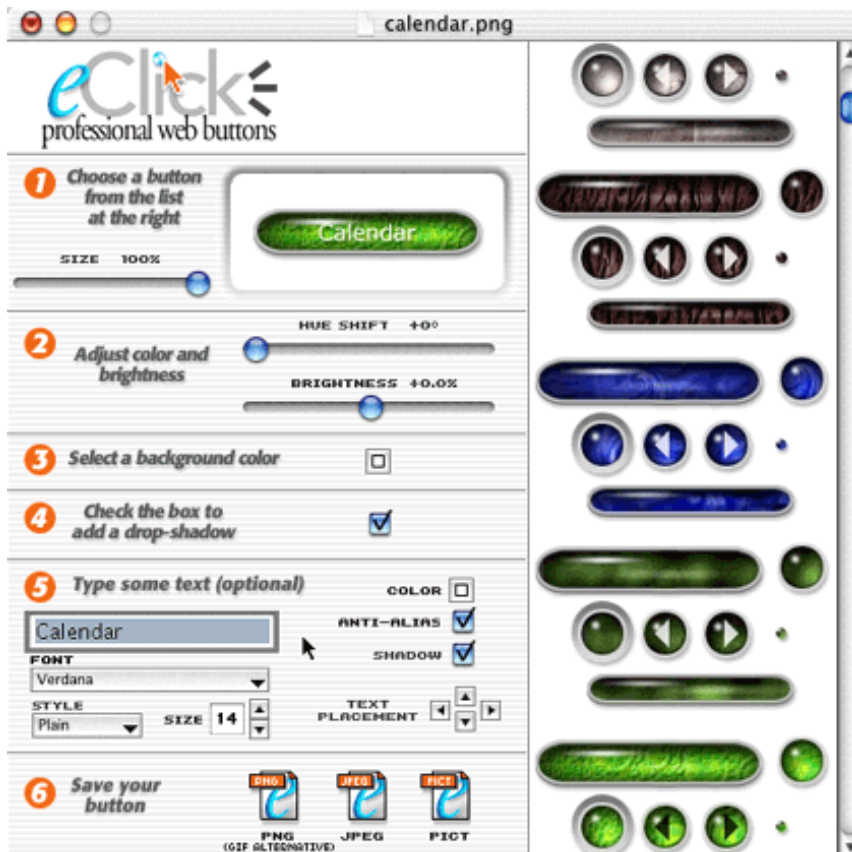 calendar.png
eClick
professional web buttons
1
Choose a button
from the list
at the right
Calendar
SIZE 100%
2
Adjust color and
brightness
HUE SHIFT +0°
BRIGHTNESS +0.0%
3
Select a background color
4
Check the box to
add a drop-shadow
5
Type some text (optional)
COLOR
Calendar
ANTI-ALIAS
SHADOW
FONT
Verdana
STYLE
Plain
SIZE 14
TEXT
PLACEMENT
6
Save your
button
PNG JPEG PICT
PNG JPEG PICT
(GIF ALTERNATIVE)